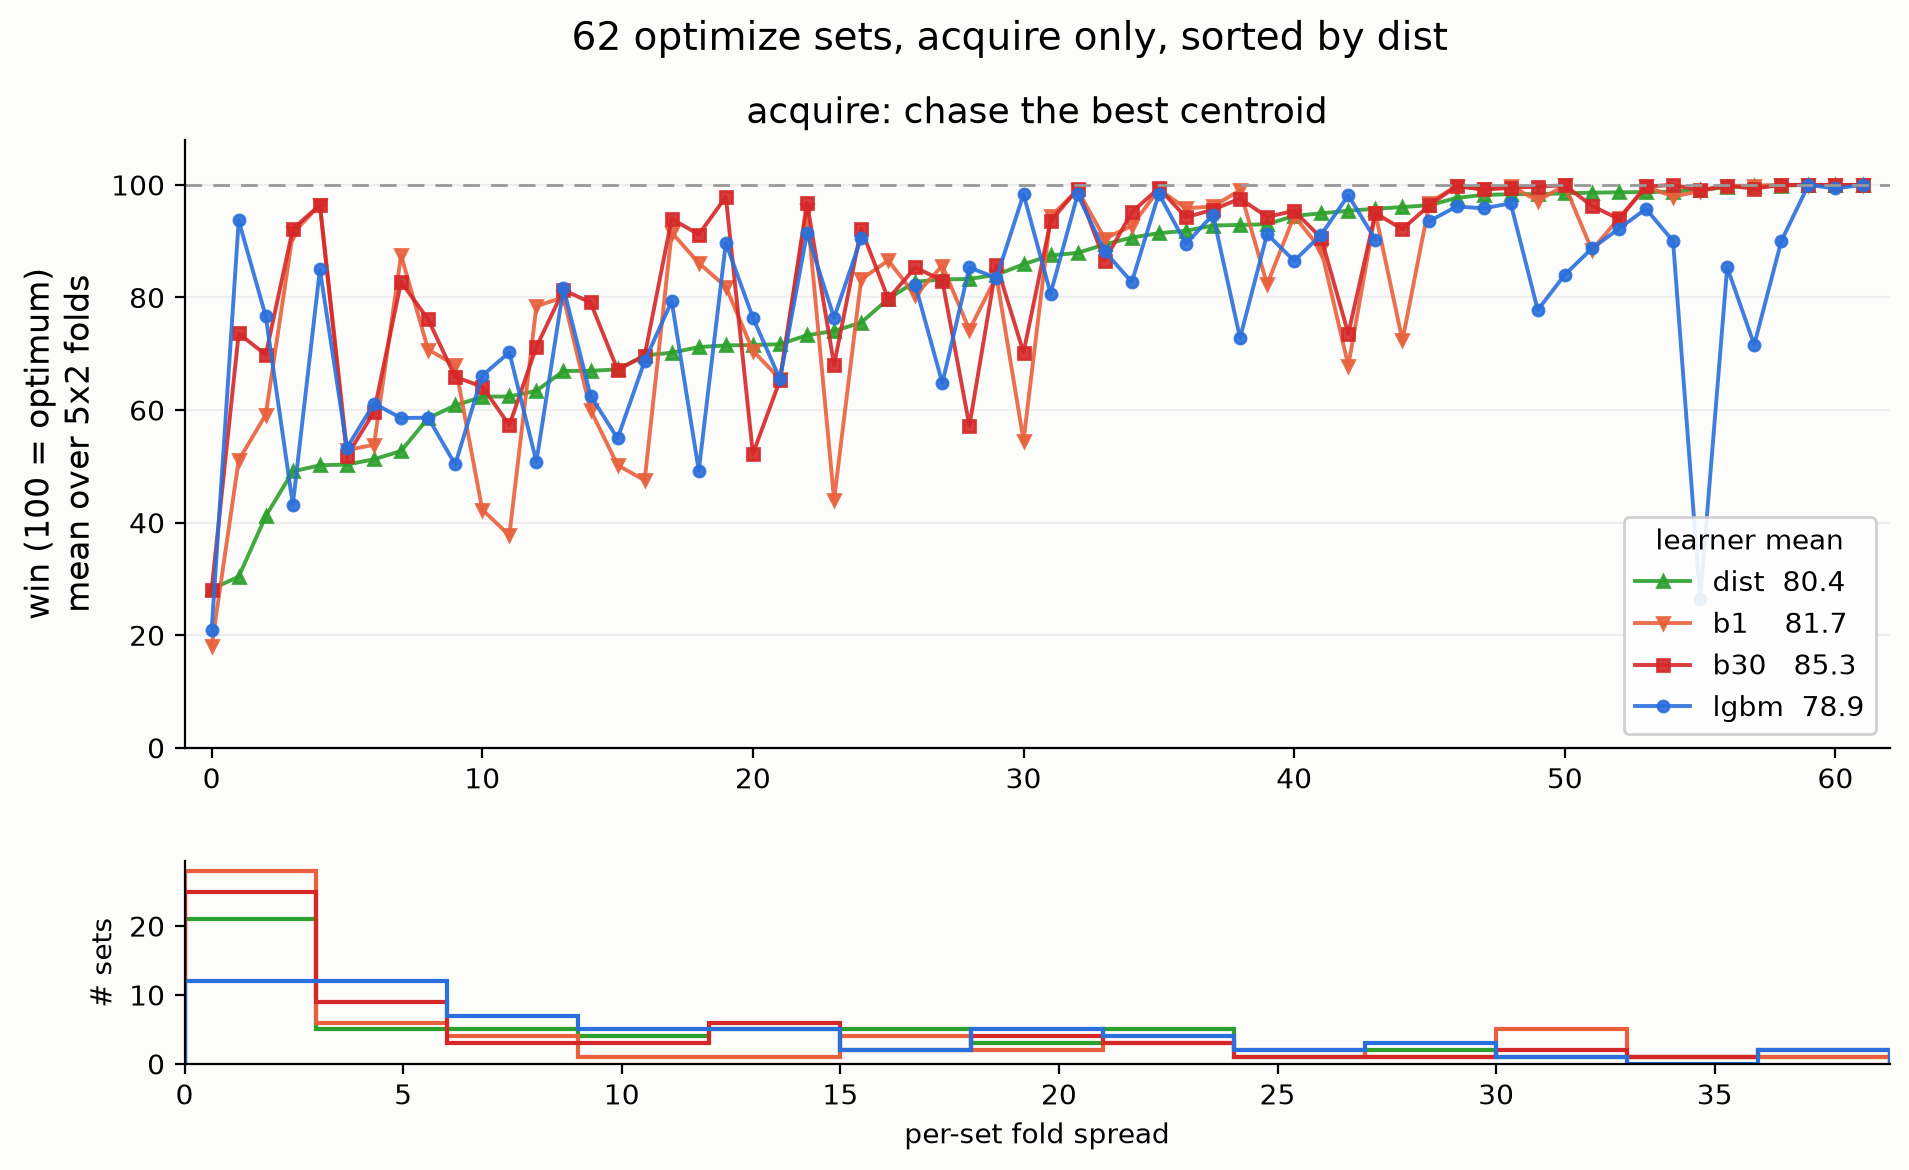 62 optimize sets, acquire only, sorted by dist
acquire: chase the best centroid
win (100 = optimum)
mean over 5x2 folds
100
80
60
40
20
0
0 10 20 30 40 50 60
learner mean
dist 80.4
b1 81.7
b30 85.3
lgbm 78.9
# sets
20
10
0
0 5 10 15 20 25 30 35
per-set fold spread